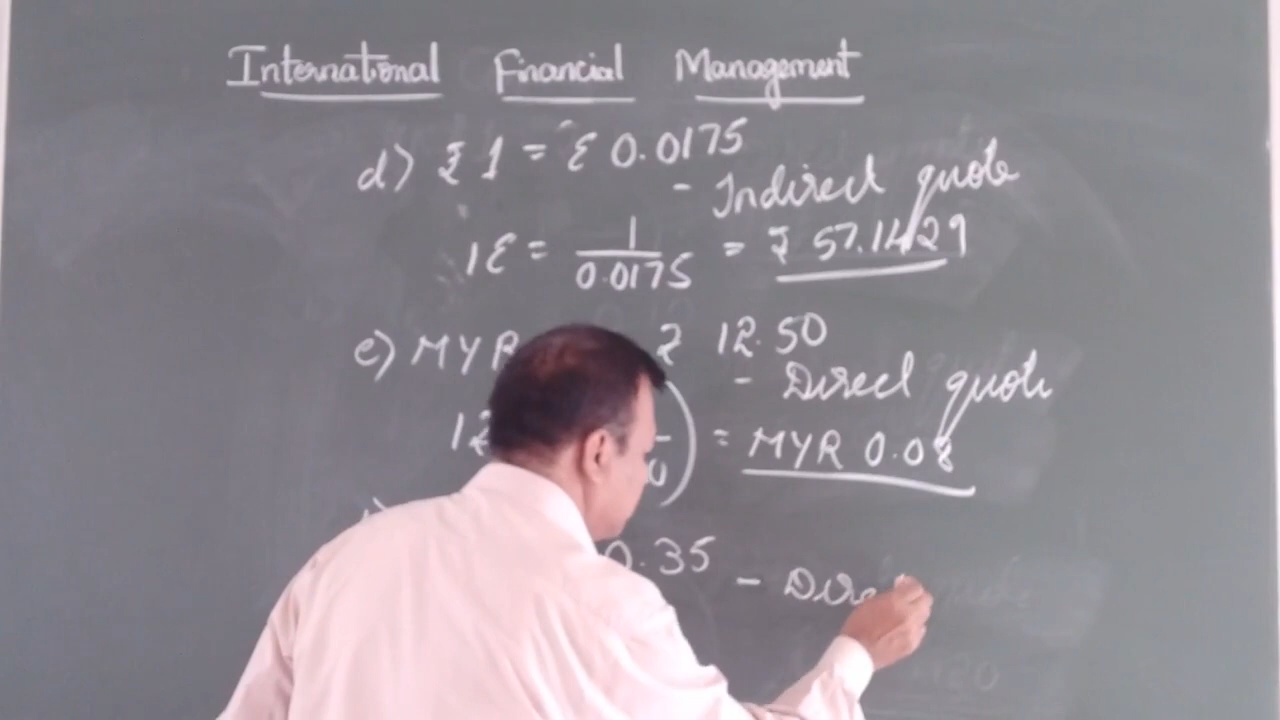 International Financial Management
d) ₹ 1 = £ 0.0175
- Indirect quote
1£ = 1 / 0.0175 = ₹ 57.1429
e) MYR ₹ 12.50
- Direct quote
= MYR 0.08
0.35 - Dire